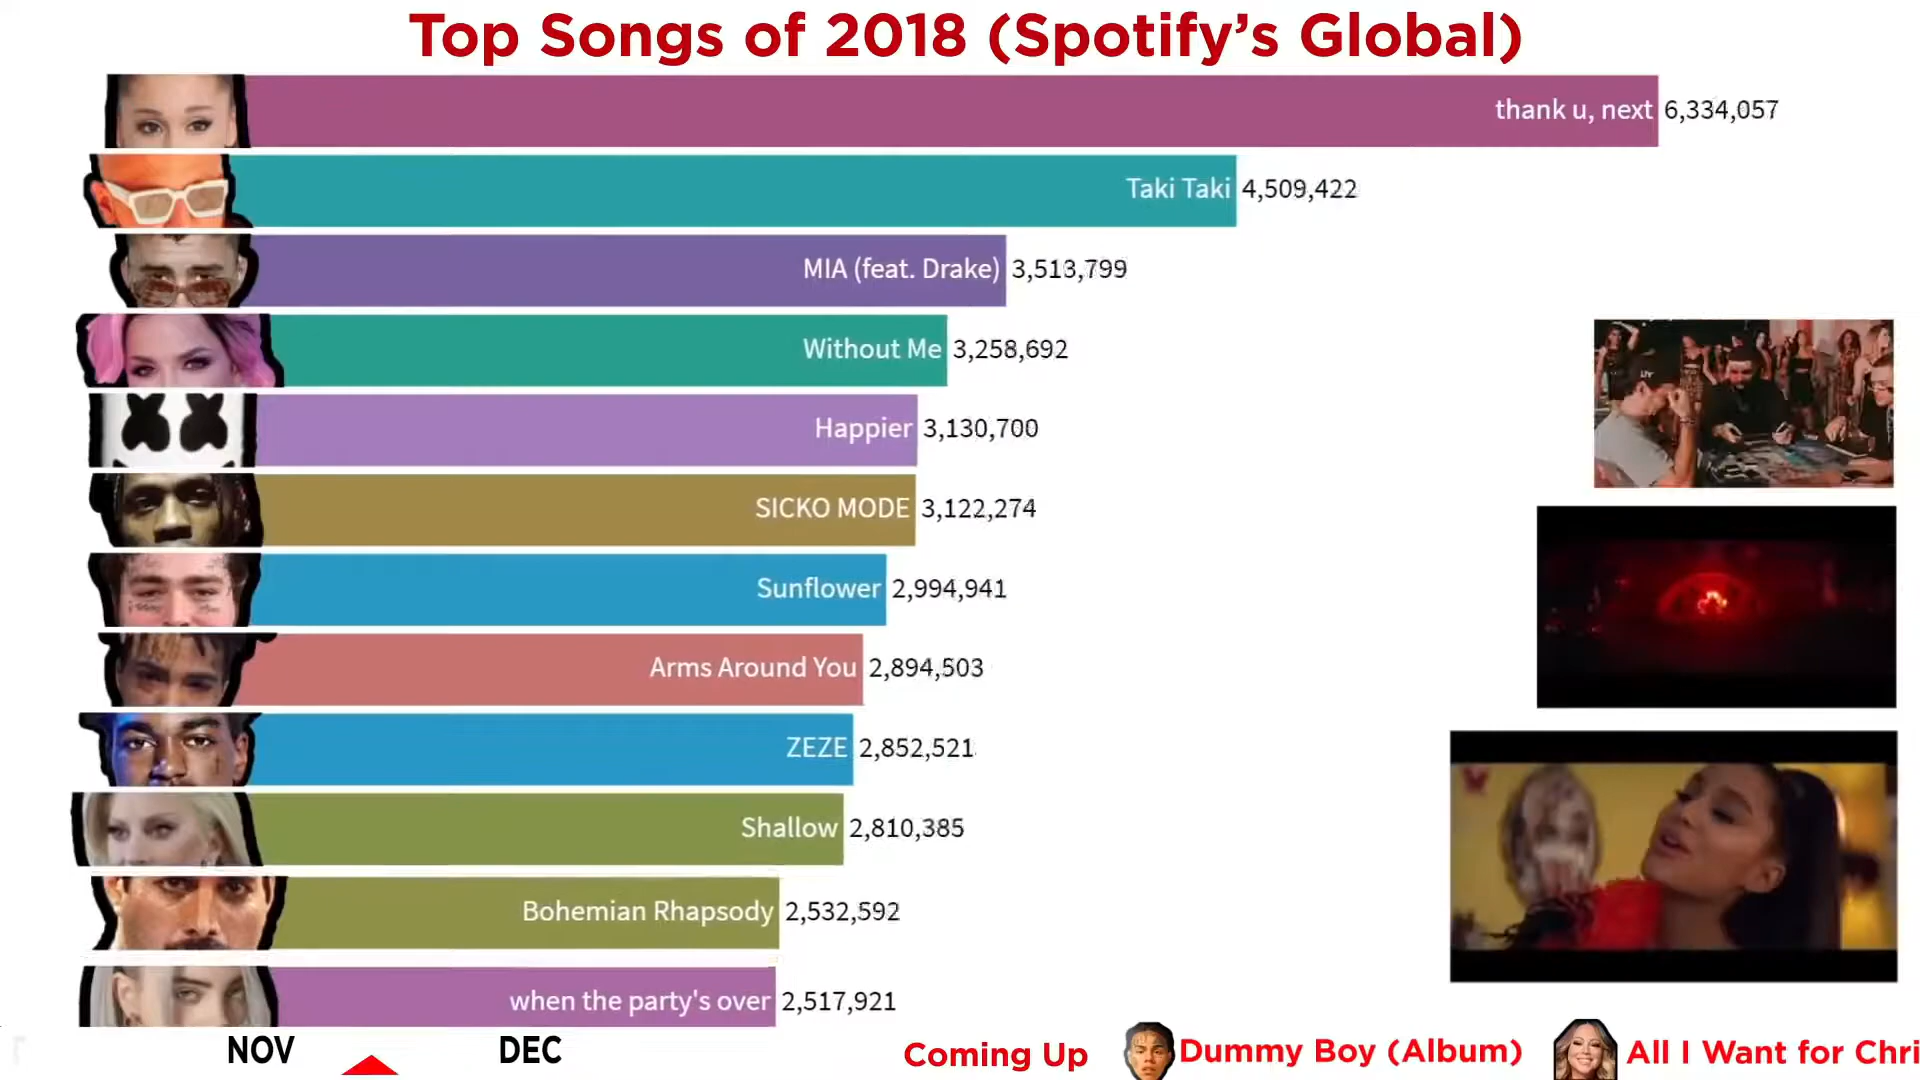 Top Songs of 2018 (Spotify’s Global)
thank u, next 6,334,057
Taki Taki 4,509,422
MIA (feat. Drake) 3,513,799
Without Me 3,258,692
Happier 3,130,700
SICKO MODE 3,122,274
Sunflower 2,994,941
Arms Around You 2,894,503
ZEZE 2,852,521
Shallow 2,810,385
Bohemian Rhapsody 2,532,592
when the party's over 2,517,921
NOV DEC
Coming Up Dummy Boy (Album) All I Want for Chri